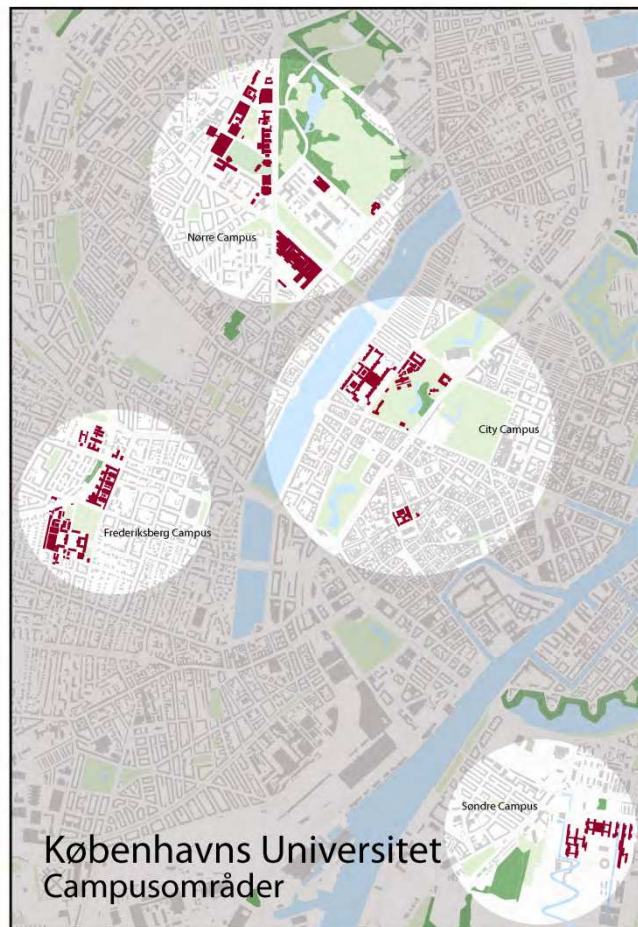 Nørre Campus
City Campus
Frederiksberg Campus
Søndre Campus
Københavns Universitet
Campusområder